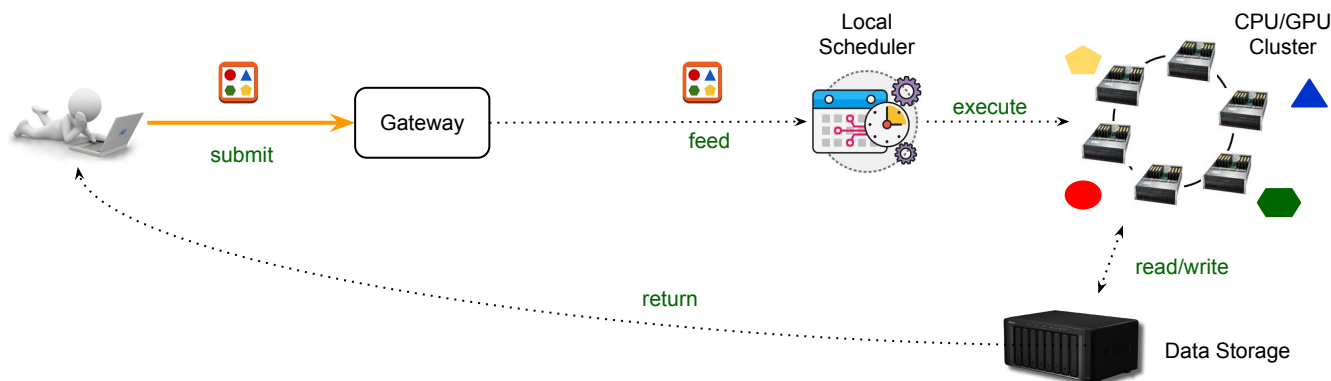 Local
Scheduler
CPU/GPU
Cluster
Gateway
submit
feed
execute
read/write
return
Data Storage